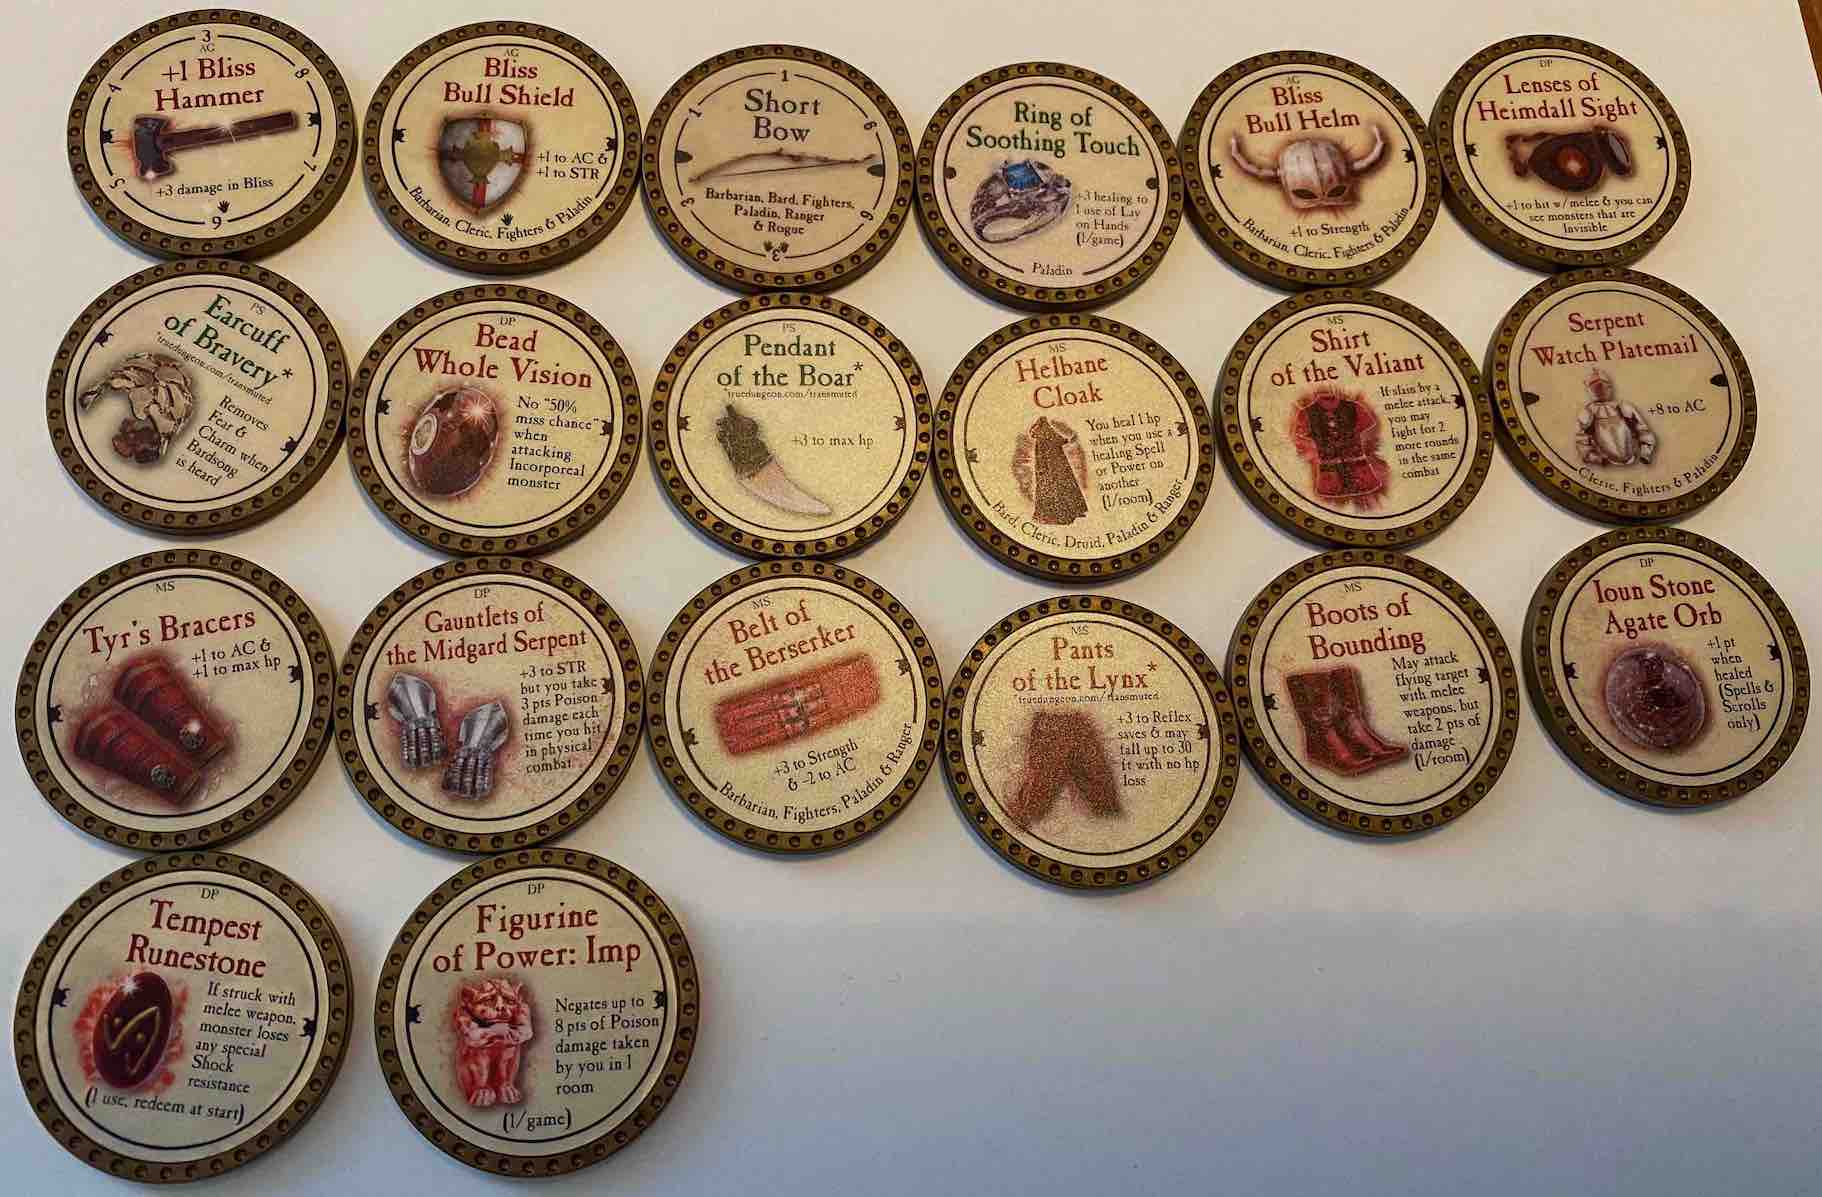 3
AG
+1 Bliss
Hammer
4
8
5
7
+3 damage in Bliss
6
AG
Bliss
Bull Shield
+1 to AC &
+1 to STR
Barbarian, Cleric, Fighters & Paladin
1
Short
Bow
1
6
3
6
Barbarian, Bard, Fighters,
Paladin, Ranger
& Rogue
3
Ring of
Soothing Touch
+3 healing to
1 use of Lay
on Hands
(1/game)
Paladin
AG
Bliss
Bull Helm
+1 to Strength
Barbarian, Cleric, Fighters & Paladin
DP
Lenses of
Heimdall Sight
+1 to hit w/ melee & you can
see monsters that are
Invisible
PS
Earcuff
of Bravery*
*truedungeon.com/transmuted
Removes
Fear &
Charm when
Bardsong
is heard
DP
Bead
Whole Vision
No "50%
miss chance"
when
attacking
Incorporeal
monster
PS
Pendant
of the Boar*
*truedungeon.com/transmuted
+3 to max hp
MS
Helbane
Cloak
You heal 1 hp
when you use a
healing Spell
or Power on
another
(1/room)
Bard, Cleric, Druid, Paladin & Ranger
MS
Shirt
of the Valiant
If slain by a
melee attack,
you may
fight for 2
more rounds
in the same
combat
Serpent
Watch Platemail
+8 to AC
Cleric, Fighters & Paladin
MS
Tyr's Bracers
+1 to AC &
+1 to max hp
DP
Gauntlets of
the Midgard Serpent
+3 to STR
but you take
3 pts Poison
damage each
time you hit
in physical
combat
MS
Belt of
the Berserker
+3 to Strength
& -2 to AC
Barbarian, Fighters, Paladin & Ranger
MS
Pants
of the Lynx*
*truedungeon.com/transmuted
+3 to Reflex
saves & may
fall up to 30
ft with no hp
loss
MS
Boots of
Bounding
May attack
flying target
with melee
weapons, but
take 2 pts of
damage
(1/room)
DP
Ioun Stone
Agate Orb
+1 pt
when
healed
(Spells &
Scrolls
only)
DP
Tempest
Runestone
If struck with
melee weapon,
monster loses
any special
Shock
resistance
(1 use, redeem at start)
DP
Figurine
of Power: Imp
Negates up to
8 pts of Poison
damage taken
by you in 1
room
(1/game)